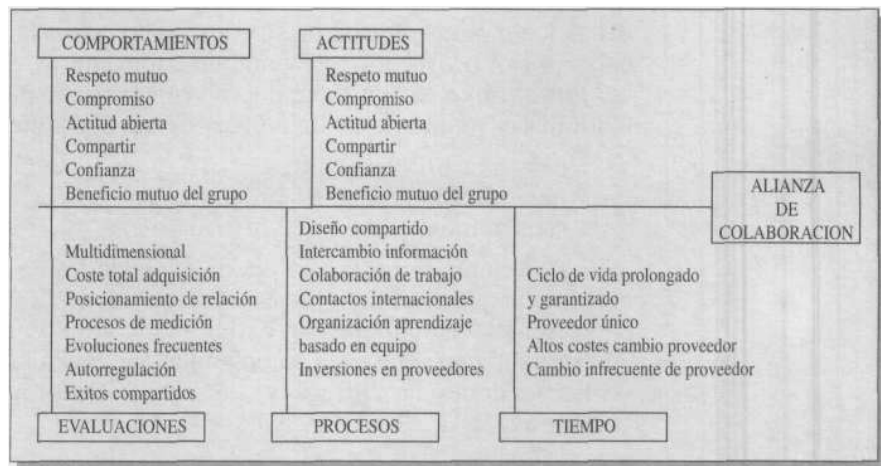 COMPORTAMIENTOS
Respeto mutuo
Compromiso
Actitud abierta
Compartir
Confianza
Beneficio mutuo del grupo
ACTITUDES
Respeto mutuo
Compromiso
Actitud abierta
Compartir
Confianza
Beneficio mutuo del grupo
ALIANZA
DE
COLABORACION
Multidimensional
Coste total adquisición
Posicionamiento de relación
Procesos de medición
Evoluciones frecuentes
Autorregulación
Exitos compartidos
EVALUACIONES
Diseño compartido
Intercambio información
Colaboración de trabajo
Contactos internacionales
Organización aprendizaje
basado en equipo
Inversiones en proveedores
PROCESOS
Ciclo de vida prolongado
y garantizado
Proveedor único
Altos costes cambio proveedor
Cambio infrecuente de proveedor
TIEMPO